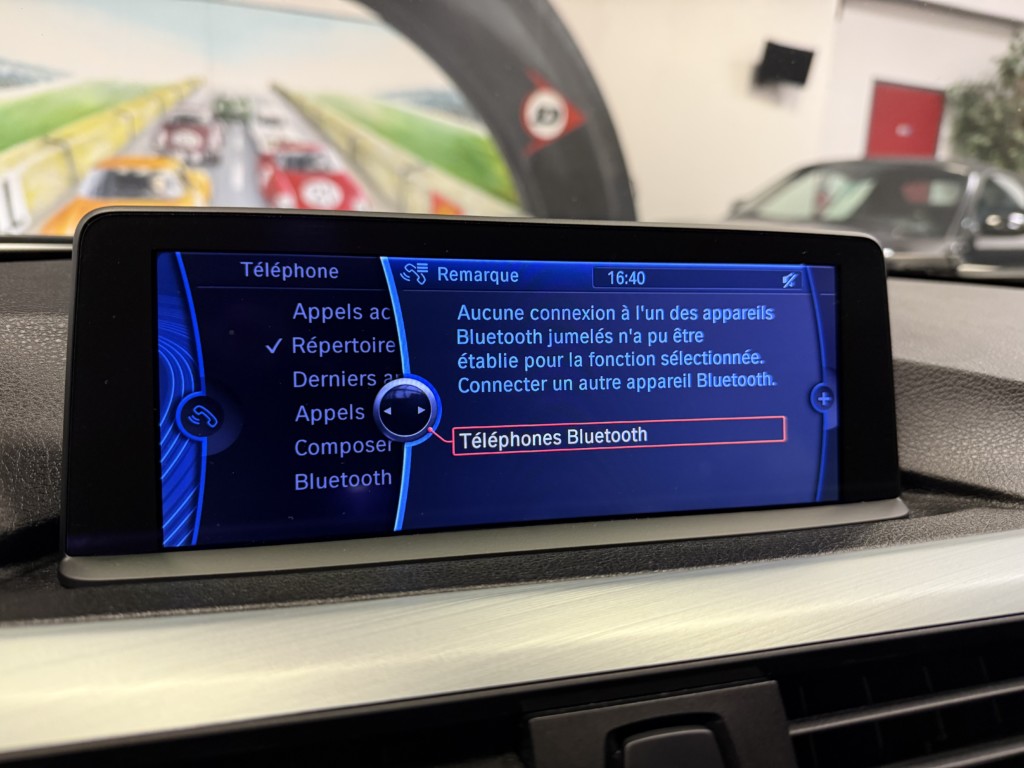 Téléphone
Appels ac
Répertoire
Derniers a
Appels
Composer
Bluetooth
Remarque
16:40
Aucune connexion à l'un des appareils
Bluetooth jumelés n'a pu être
établie pour la fonction sélectionnée.
Connecter un autre appareil Bluetooth.
Téléphones Bluetooth